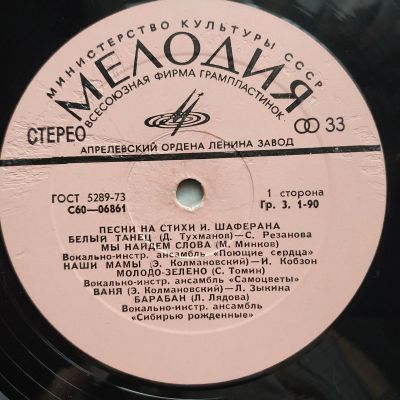 МИНИСТЕРСТВО КУЛЬТУРЫ СССР
МЕЛОДИЯ
ВСЕСОЮЗНАЯ ФИРМА ГРАМПЛАСТИНОК
СТЕРЕО
33
АПРЕЛЕВСКИЙ ОРДЕНА ЛЕНИНА ЗАВОД
ГОСТ 5289-73
С60—06861
1 сторона
Гр. 3. 1-90
ПЕСНИ НА СТИХИ И. ШАФЕРАНА
БЕЛЫЙ ТАНЕЦ (Д. Тухманов)—С. Резанова
МЫ НАЙДЕМ СЛОВА (М. Минков)
Вокально-инстр. ансамбль «Поющие сердца»
НАШИ МАМЫ (Э. Колмановский)—И. Кобзон
МОЛОДО-ЗЕЛЕНО (С. Томин)
Вокально-инстр. ансамбль «Самоцветы»
ВАНЯ (Э. Колмановский)—Л. Зыкина
БАРАБАН (Л. Лядова)
Вокально-инстр. ансамбль
«Сибирью рожденные»